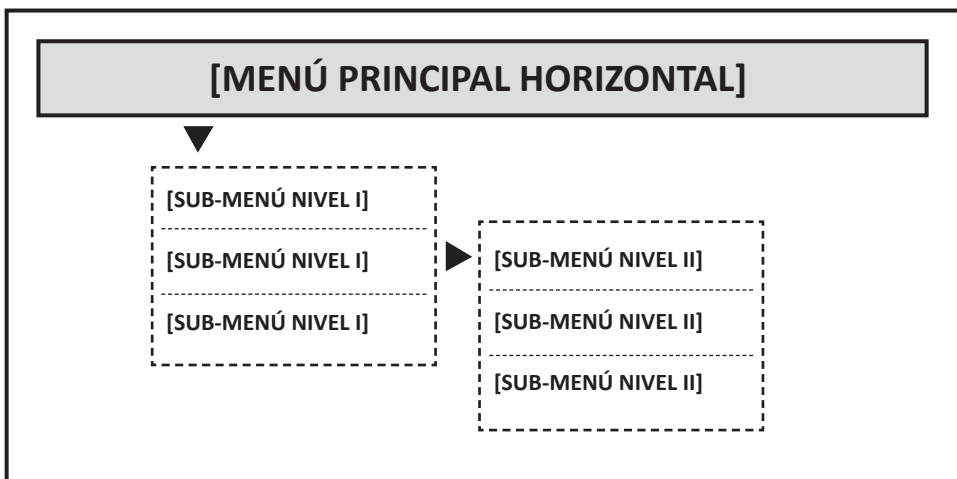 [MENÚ PRINCIPAL HORIZONTAL]
[SUB-MENÚ NIVEL I]
[SUB-MENÚ NIVEL I]
[SUB-MENÚ NIVEL I]
[SUB-MENÚ NIVEL II]
[SUB-MENÚ NIVEL II]
[SUB-MENÚ NIVEL II]